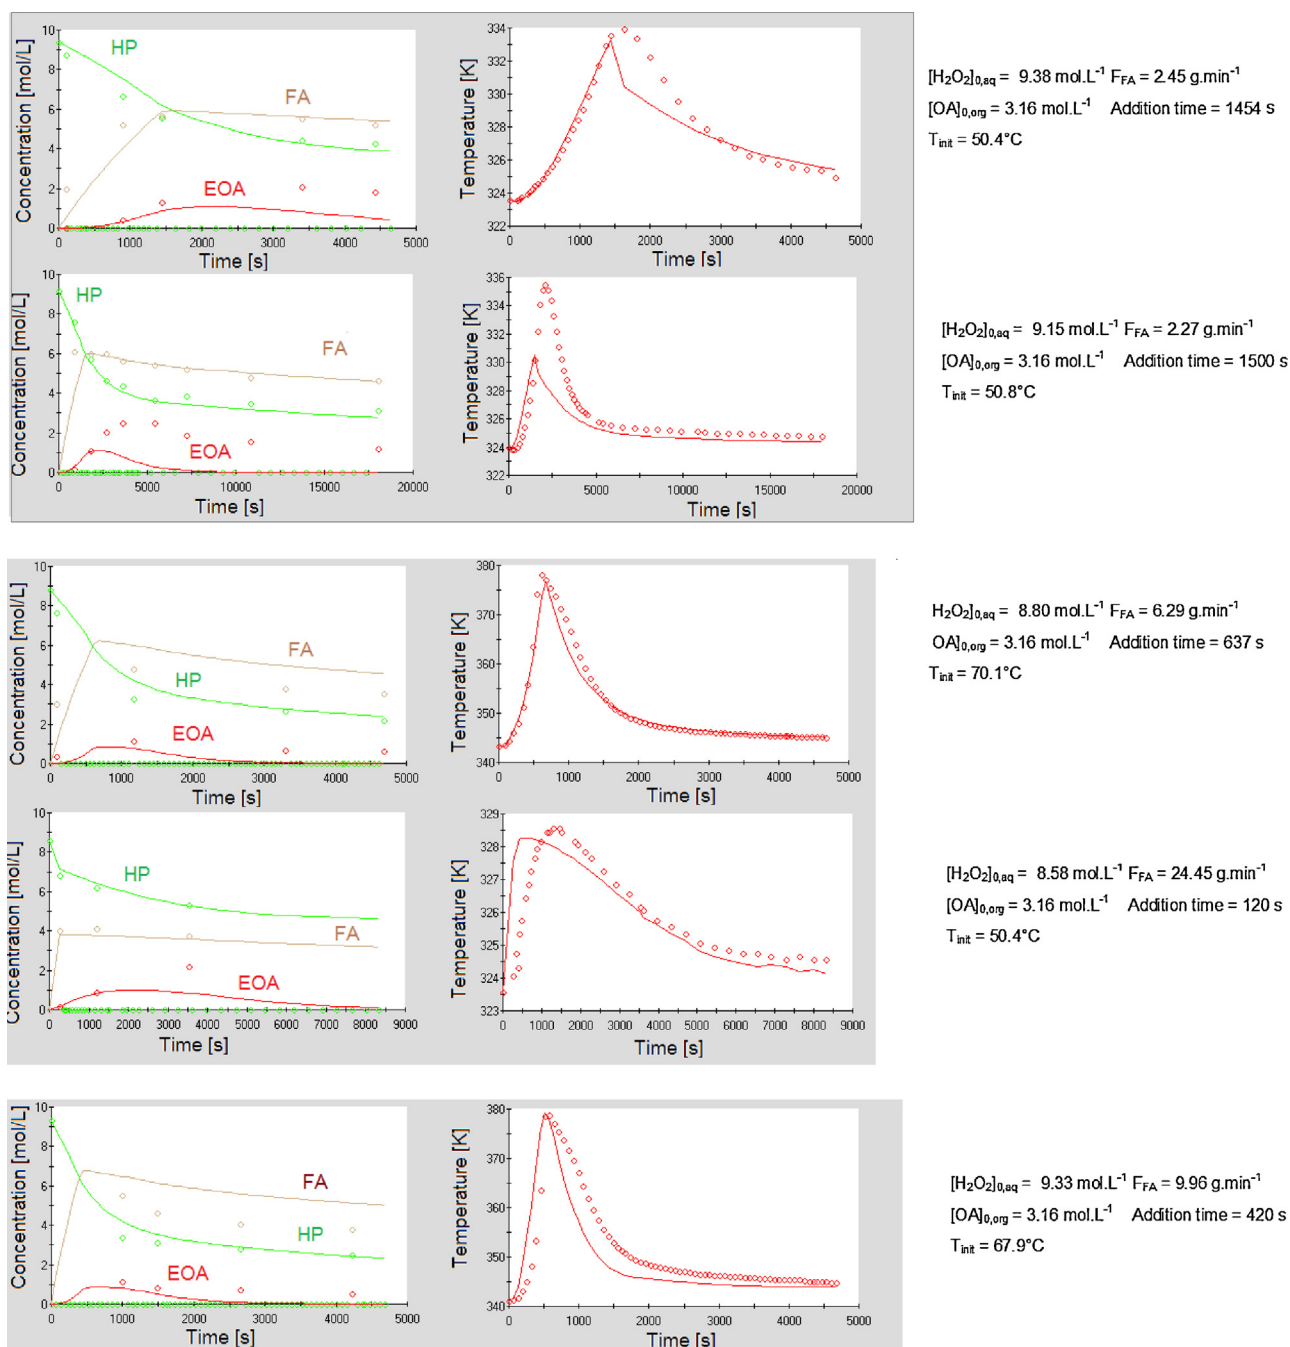 10
8
6
4
2
0
Concentration [mol/L]
HP
FA
EOA
0 1000 2000 3000 4000 5000
Time [s]
334
332
330
328
326
324
322
Temperature [K]
0 1000 2000 3000 4000 5000
Time [s]
[H₂O₂]₀,aq = 9.38 mol.L⁻¹ F_FA = 2.45 g.min⁻¹
[OA]₀,org = 3.16 mol.L⁻¹ Addition time = 1454 s
T_init = 50.4°C
10
8
6
4
2
0
Concentration [mol/L]
HP
FA
EOA
0 5000 10000 15000 20000
Time [s]
336
334
332
330
328
326
324
322
Temperature [K]
0 5000 10000 15000 20000
Time [s]
[H₂O₂]₀,aq = 9.15 mol.L⁻¹ F_FA = 2.27 g.min⁻¹
[OA]₀,org = 3.16 mol.L⁻¹ Addition time = 1500 s
T_init = 50.8°C
10
8
6
4
2
0
Concentration [mol/L]
FA
HP
EOA
0 1000 2000 3000 4000 5000
Time [s]
380
370
360
350
340
Temperature [K]
0 1000 2000 3000 4000 5000
Time [s]
H₂O₂]₀,aq = 8.80 mol.L⁻¹ F_FA = 6.29 g.min⁻¹
OA]₀,org = 3.16 mol.L⁻¹ Addition time = 637 s
T_init = 70.1°C
10
8
6
4
2
0
Concentration [mol/L]
HP
FA
EOA
0 1000 2000 3000 4000 5000 6000 7000 8000 9000
Time [s]
329
328
327
326
325
324
323
Temperature [K]
0 1000 2000 3000 4000 5000 6000 7000 8000 9000
Time [s]
[H₂O₂]₀,aq = 8.58 mol.L⁻¹ F_FA = 24.45 g.min⁻¹
[OA]₀,org = 3.16 mol.L⁻¹ Addition time = 120 s
T_init = 50.4°C
10
8
6
4
2
0
Concentration [mol/L]
FA
HP
EOA
0 1000 2000 3000 4000 5000
Time [s]
380
370
360
350
340
Temperature [K]
0 1000 2000 3000 4000 5000
Time [s]
[H₂O₂]₀,aq = 9.33 mol.L⁻¹ F_FA = 9.96 g.min⁻¹
[OA]₀,org = 3.16 mol.L⁻¹ Addition time = 420 s
T_init = 67.9°C